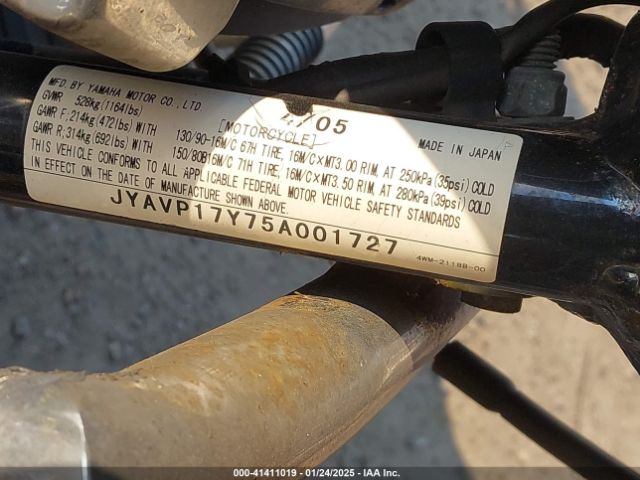 MFD. BY YAMAHA MOTOR CO., LTD. 4/05
GVWR 528kg(1164lbs) [MOTORCYCLE] MADE IN JAPAN
GAWR F. 214kg(472lbs) WITH 130/90-16M/C 67H TIRE, 16M/C×MT3.00 RIM, AT 250kPa(35psi)COLD
GAWR R. 314kg(692lbs) WITH 150/80B16M/C 71H TIRE, 16M/C×MT3.50 RIM, AT 280kPa(39psi)COLD
THIS VEHICLE CONFORMS TO ALL APPLICABLE FEDERAL MOTOR VEHICLE SAFETY STANDARDS
IN EFFECT ON THE DATE OF MANUFACTURE SHOWN ABOVE.
JYAVP17Y75A001727
4WM-2118B-00
000-41411019 - 01/24/2025 - IAA Inc.